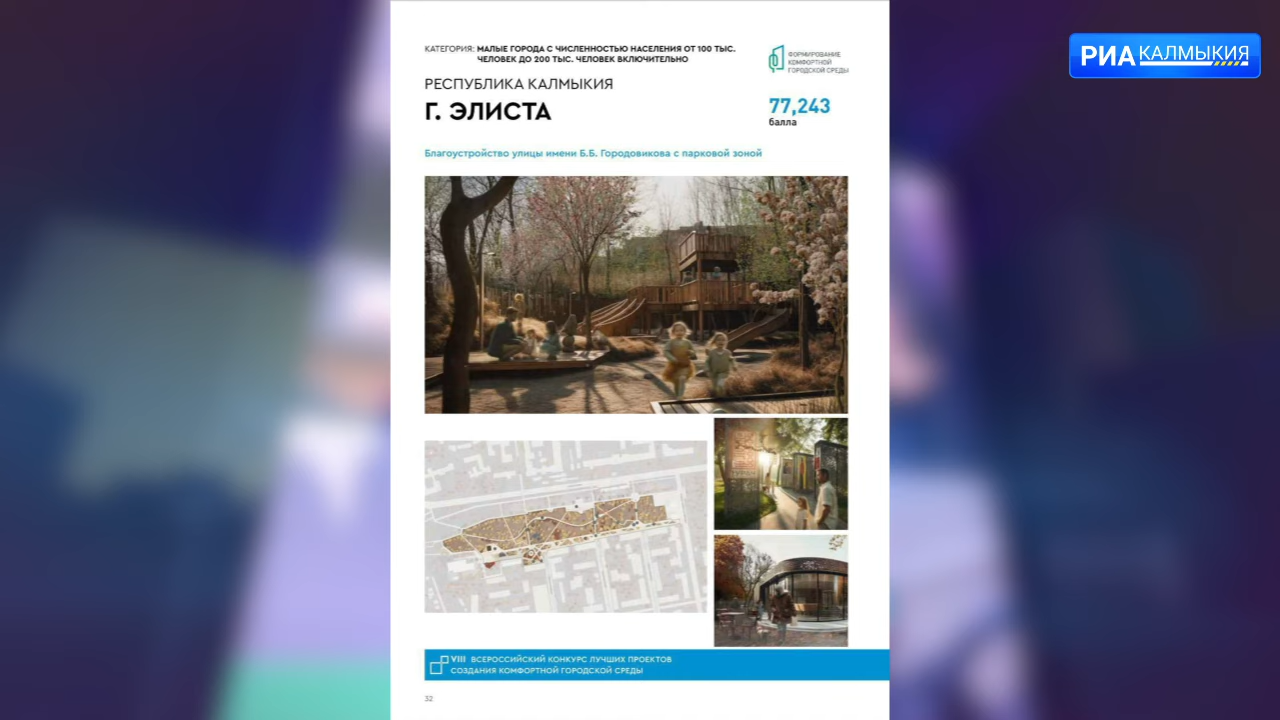 КАТЕГОРИЯ: МАЛЫЕ ГОРОДА С ЧИСЛЕННОСТЬЮ НАСЕЛЕНИЯ ОТ 100 ТЫС.
ЧЕЛОВЕК ДО 200 ТЫС. ЧЕЛОВЕК ВКЛЮЧИТЕЛЬНО
РЕСПУБЛИКА КАЛМЫКИЯ
Г. ЭЛИСТА
ФОРМИРОВАНИЕ
КОМФОРТНОЙ
ГОРОДСКОЙ СРЕДЫ
77,243
балла
Благоустройство улицы имени Б.Б. Городовикова с парковой зоной
VIII ВСЕРОССИЙСКИЙ КОНКУРС ЛУЧШИХ ПРОЕКТОВ
СОЗДАНИЯ КОМФОРТНОЙ ГОРОДСКОЙ СРЕДЫ
32
РИА КАЛМЫКИЯ